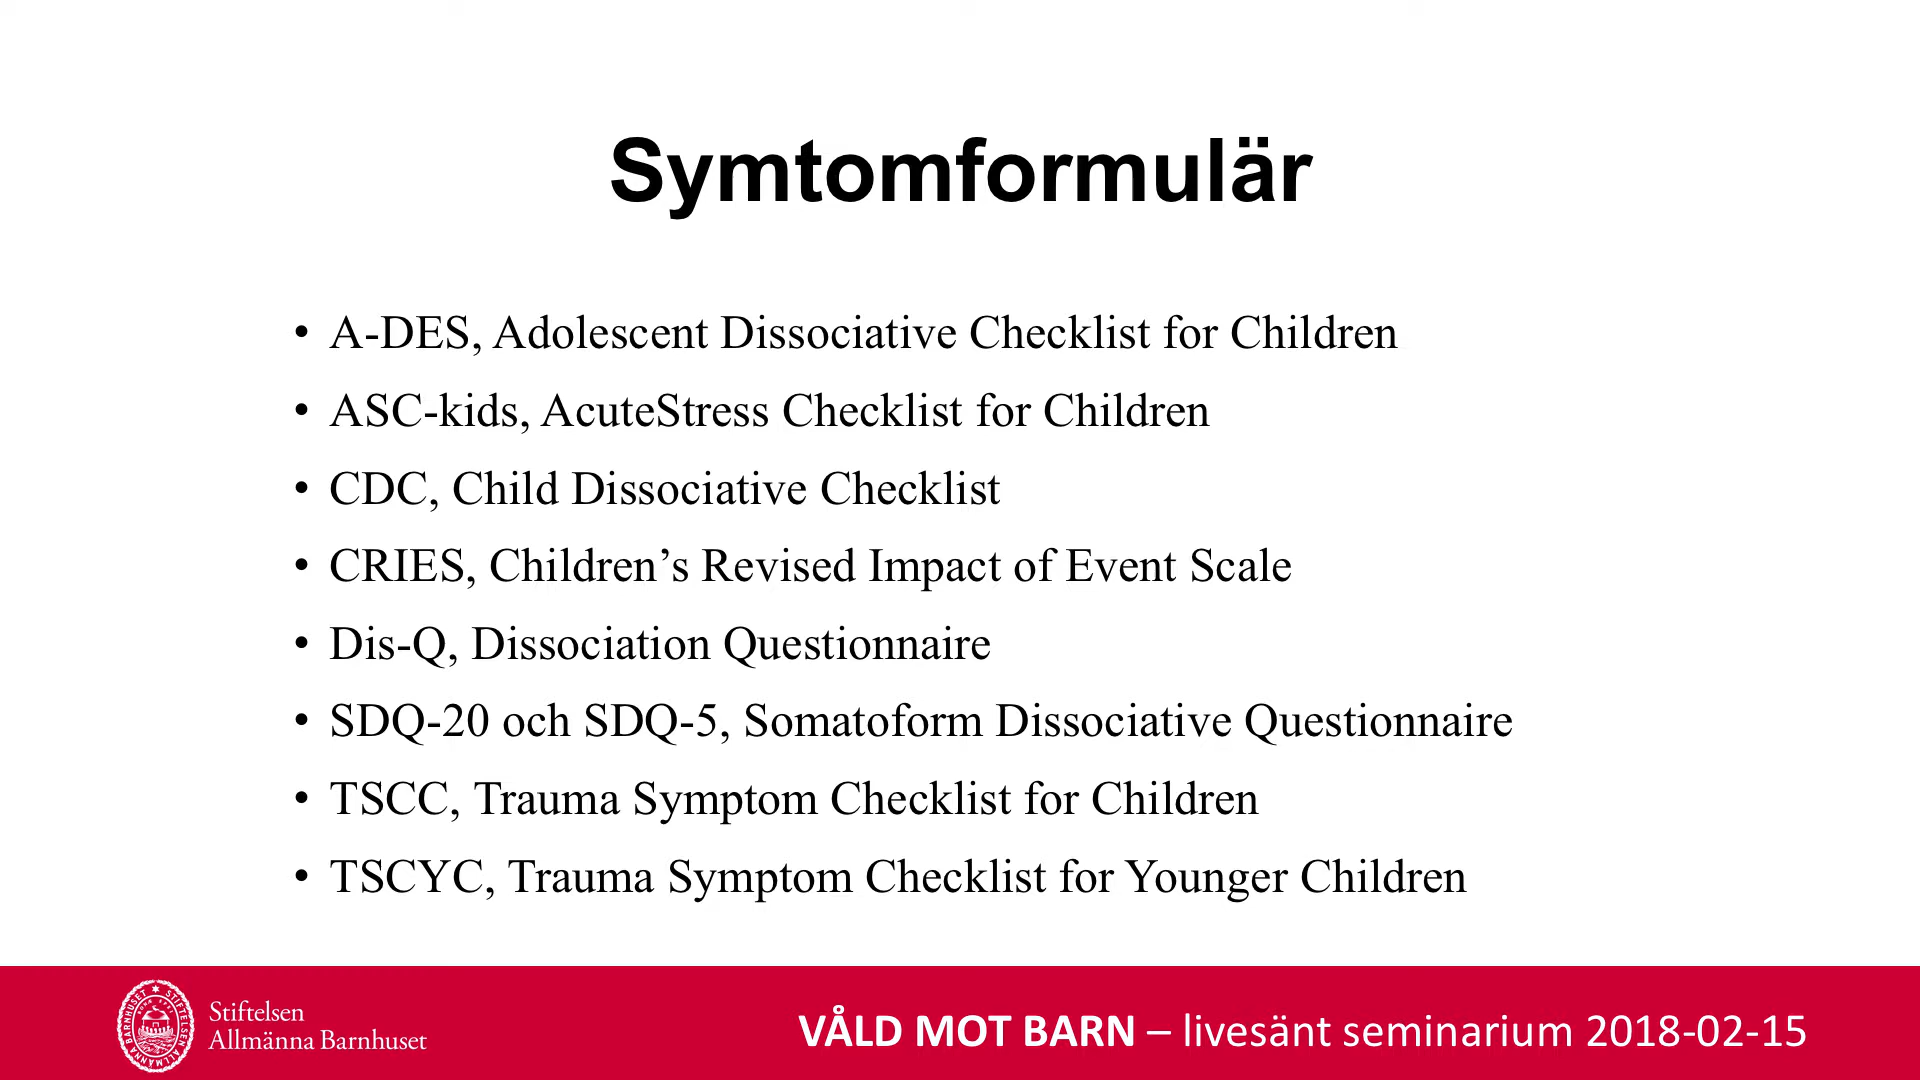 Symtomformulär
• A-DES, Adolescent Dissociative Checklist for Children
• ASC-kids, AcuteStress Checklist for Children
• CDC, Child Dissociative Checklist
• CRIES, Children’s Revised Impact of Event Scale
• Dis-Q, Dissociation Questionnaire
• SDQ-20 och SDQ-5, Somatoform Dissociative Questionnaire
• TSCC, Trauma Symptom Checklist for Children
• TSCYC, Trauma Symptom Checklist for Younger Children
STIFTELSEN ALLMÄNNA BARNHUSET
Stiftelsen
Allmänna Barnhuset
VÅLD MOT BARN – livesänt seminarium 2018-02-15